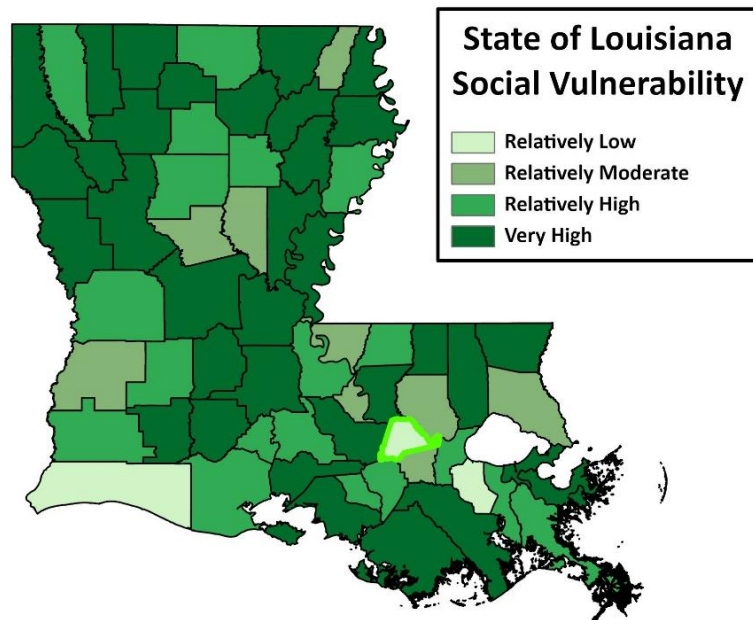 State of Louisiana
Social Vulnerability
Relatively Low
Relatively Moderate
Relatively High
Very High